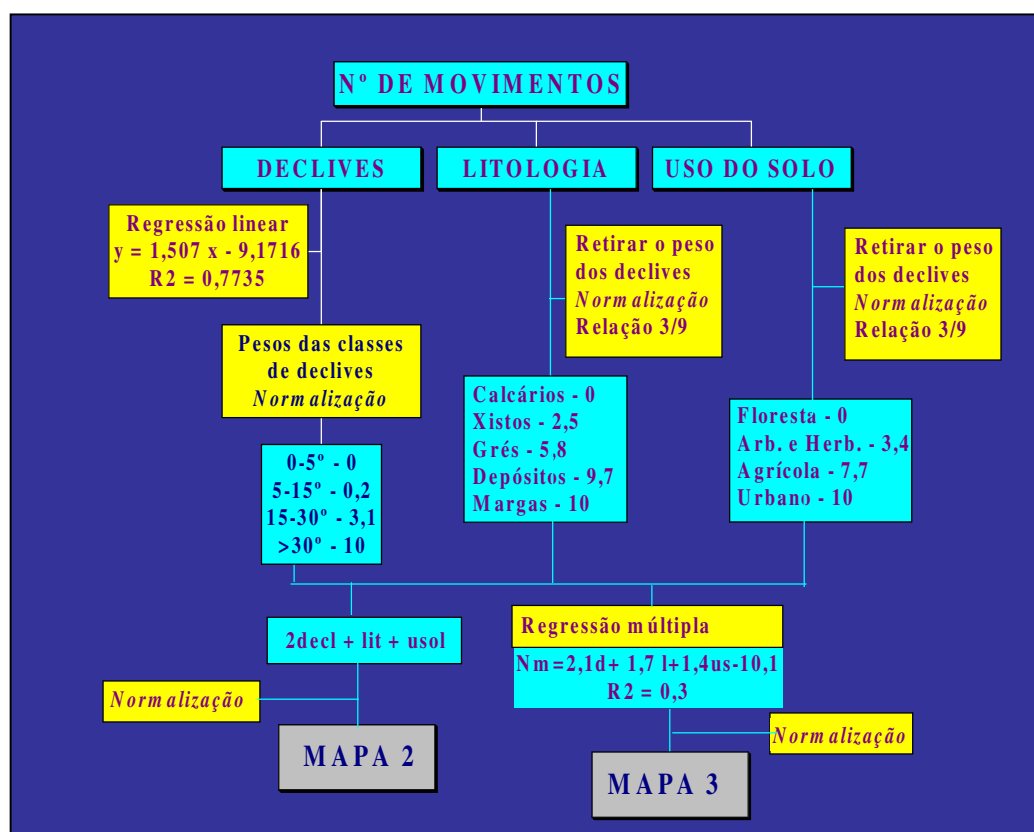 Nº DE MOVIMENTOS
DECLIVES
LITOLOGIA
USO DO SOLO
Regressão linear
y = 1,507 x - 9,1716
R2 = 0,7735
Retirar o peso
dos declives
Normalização
Relação 3/9
Retirar o peso
dos declives
Normalização
Relação 3/9
Pesos das classes
de declives
Normalização
Calcários - 0
Xistos - 2,5
Grés - 5,8
Depósitos - 9,7
Margas - 10
Floresta - 0
Arb. e Herb. - 3,4
Agrícola - 7,7
Urbano - 10
0-5º - 0
5-15º - 0,2
15-30º - 3,1
>30º - 10
2decl + lit + usol
Regressão múltipla
Nm=2,1d+ 1,7 l+1,4us-10,1
R2 = 0,3
Normalização
Normalização
MAPA 2
MAPA 3